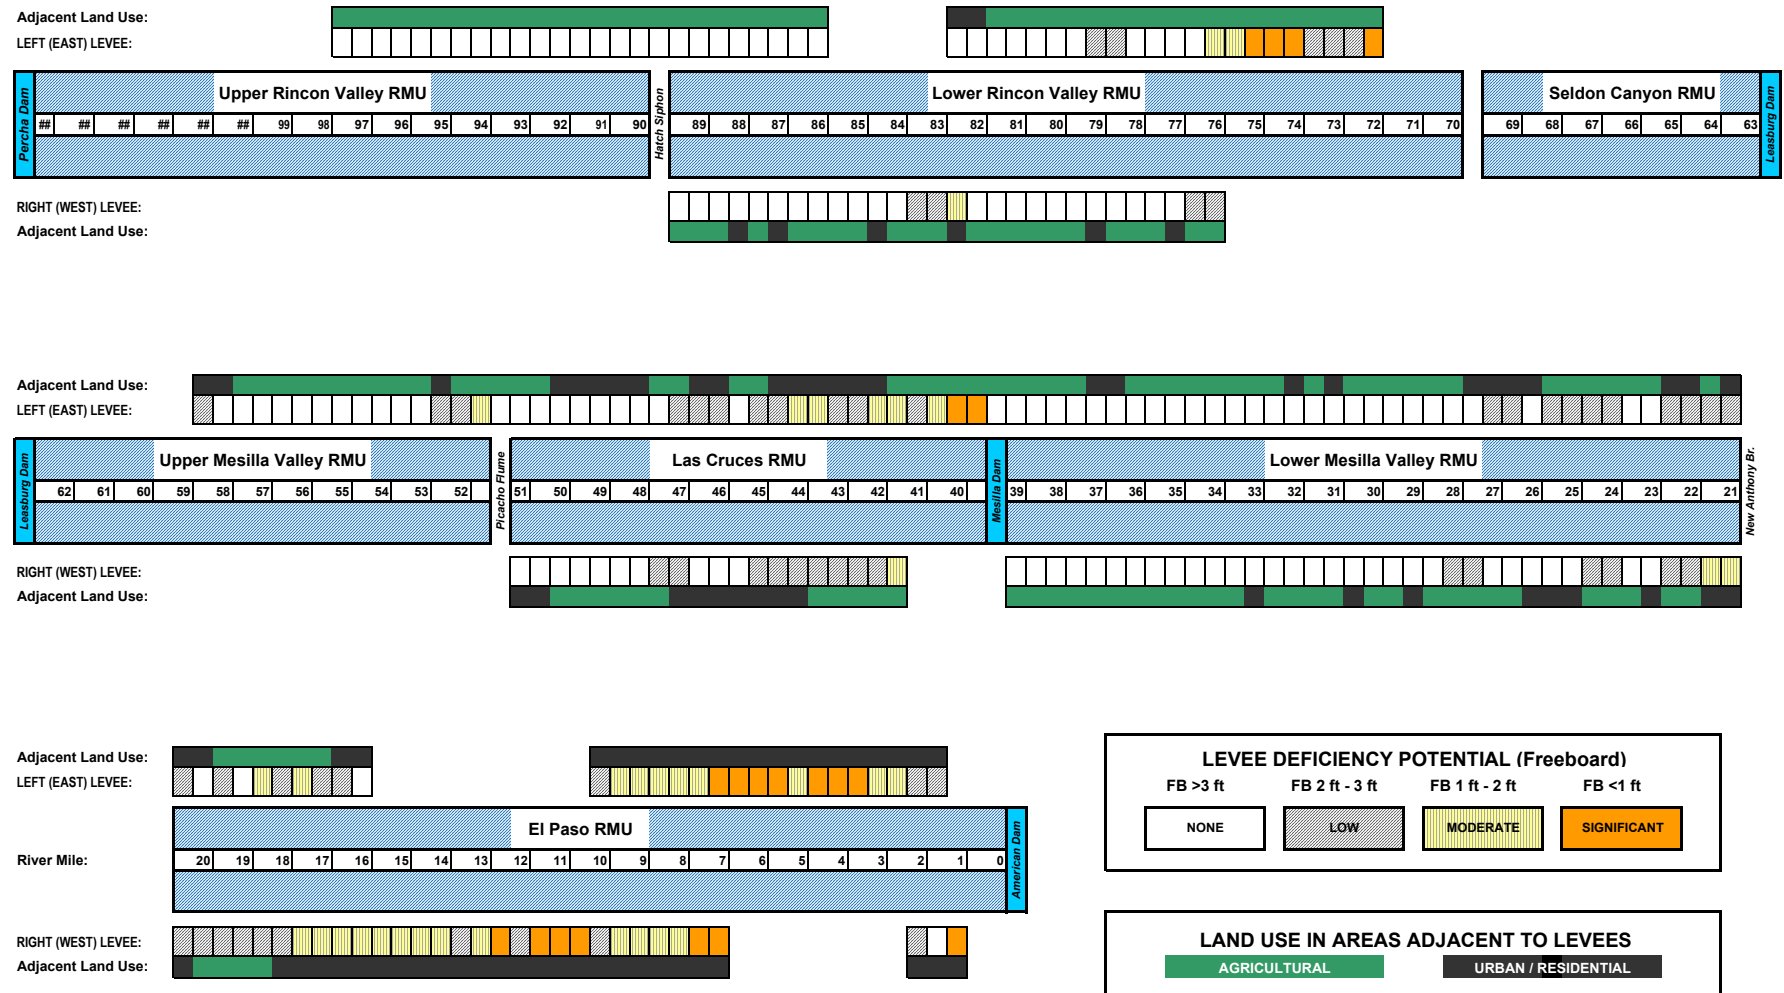 Adjacent Land Use:
LEFT (EAST) LEVEE:
Percha Dam
Upper Rincon Valley RMU
Hatch Siphon
Lower Rincon Valley RMU
Seldon Canyon RMU
Leasburg Dam
## ## ## ## ## ## 99 98 97 96 95 94 93 92 91 90 89 88 87 86 85 84 83 82 81 80 79 78 77 76 75 74 73 72 71 70 69 68 67 66 65 64 63
RIGHT (WEST) LEVEE:
Adjacent Land Use:
Adjacent Land Use:
LEFT (EAST) LEVEE:
Leasburg Dam
Upper Mesilla Valley RMU
Picacho Flume
Las Cruces RMU
Mesilla Dam
Lower Mesilla Valley RMU
New Anthony Br.
62 61 60 59 58 57 56 55 54 53 52 51 50 49 48 47 46 45 44 43 42 41 40 39 38 37 36 35 34 33 32 31 30 29 28 27 26 25 24 23 22 21
RIGHT (WEST) LEVEE:
Adjacent Land Use:
Adjacent Land Use:
LEFT (EAST) LEVEE:
El Paso RMU
American Dam
River Mile:
20 19 18 17 16 15 14 13 12 11 10 9 8 7 6 5 4 3 2 1 0
RIGHT (WEST) LEVEE:
Adjacent Land Use:
LEVEE DEFICIENCY POTENTIAL (Freeboard)
FB >3 ft FB 2 ft - 3 ft FB 1 ft - 2 ft FB <1 ft
NONE LOW MODERATE SIGNIFICANT
LAND USE IN AREAS ADJACENT TO LEVEES
AGRICULTURAL URBAN / RESIDENTIAL